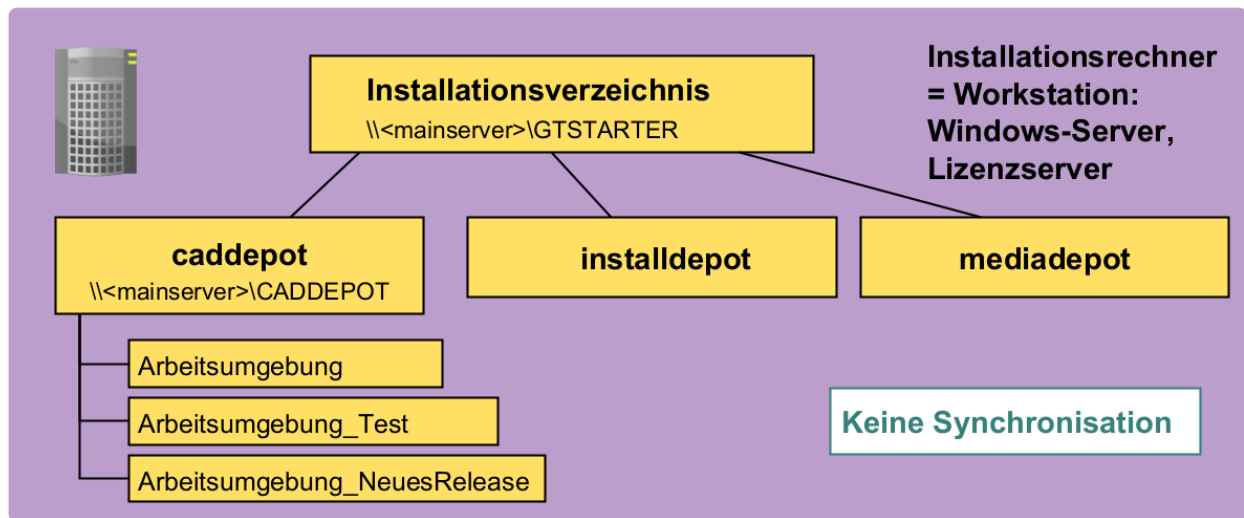 Installationsverzeichnis
\\<mainserver>\GTSTARTER
Installationsrechner
= Workstation:
Windows-Server,
Lizenzserver
caddepot
\\<mainserver>\CADDEPOT
installdepot
mediadepot
Arbeitsumgebung
Arbeitsumgebung_Test
Arbeitsumgebung_NeuesRelease
Keine Synchronisation